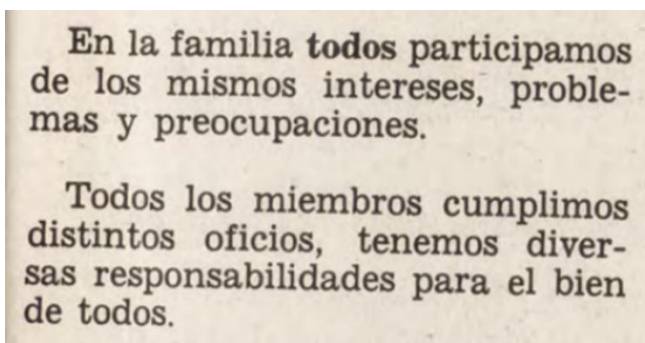 En la familia todos participamos
de los mismos intereses, proble-
mas y preocupaciones.
Todos los miembros cumplimos
distintos oficios, tenemos diver-
sas responsabilidades para el bien
de todos.